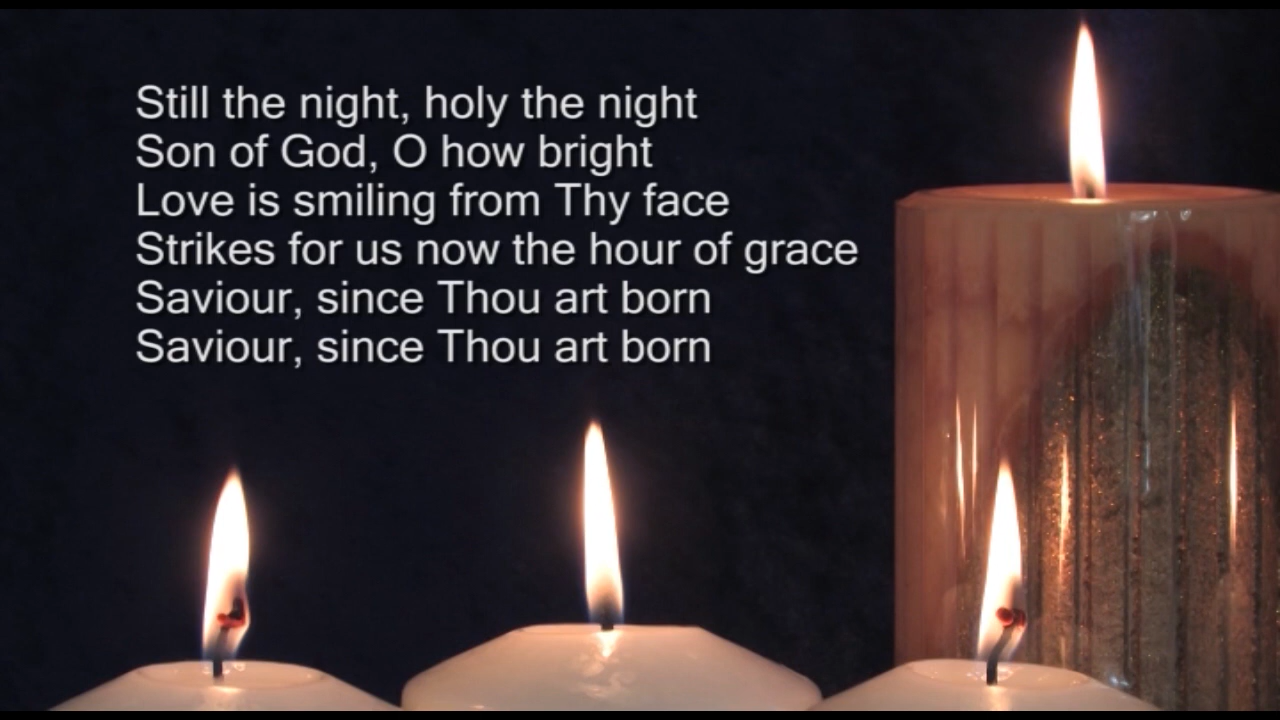 Still the night, holy the night
Son of God, O how bright
Love is smiling from Thy face
Strikes for us now the hour of grace
Saviour, since Thou art born
Saviour, since Thou art born